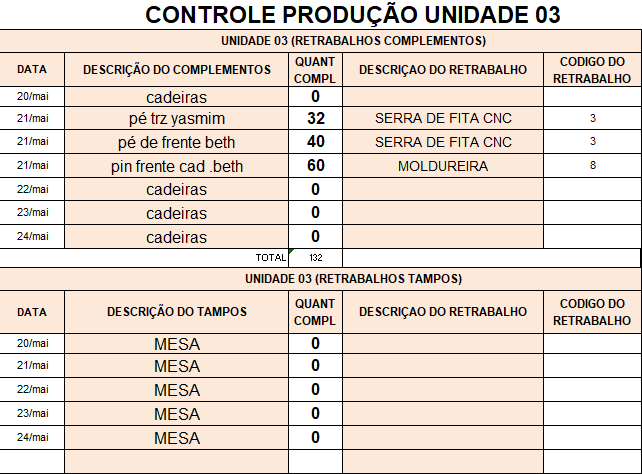 CONTROLE PRODUÇÃO UNIDADE 03
UNIDADE 03 (RETRABALHOS COMPLEMENTOS)
DATA DESCRIÇÃO DO COMPLEMENTOS QUANT COMPL DESCRIÇAO DO RETRABALHO CODIGO DO RETRABALHO
20/mai cadeiras 0
21/mai pé trz yasmim 32 SERRA DE FITA CNC 3
21/mai pé de frente beth 40 SERRA DE FITA CNC 3
21/mai pin frente cad .beth 60 MOLDUREIRA 8
22/mai cadeiras 0
23/mai cadeiras 0
24/mai cadeiras 0
TOTAL 132
UNIDADE 03 (RETRABALHOS TAMPOS)
DATA DESCRIÇÃO DO TAMPOS QUANT COMPL DESCRIÇAO DO RETRABALHO CODIGO DO RETRABALHO
20/mai MESA 0
21/mai MESA 0
22/mai MESA 0
23/mai MESA 0
24/mai MESA 0